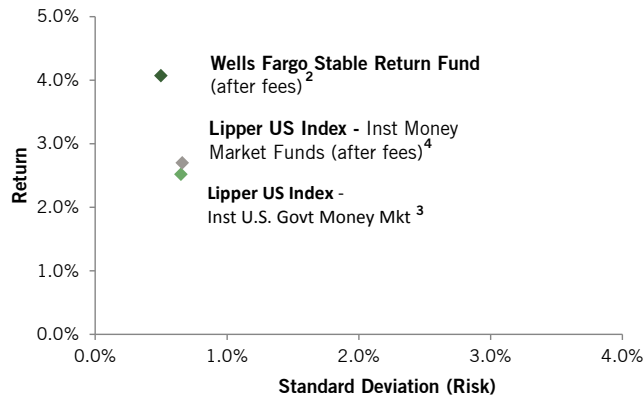 5.0%
Wells Fargo Stable Return Fund
(after fees) 2
4.0%
Lipper US Index - Inst Money
Market Funds (after fees)4
3.0%
Lipper US Index -
Inst U.S. Govt Money Mkt 3
2.0%
1.0%
0.0%
Return
0.0% 1.0% 2.0% 3.0% 4.0%
Standard Deviation (Risk)